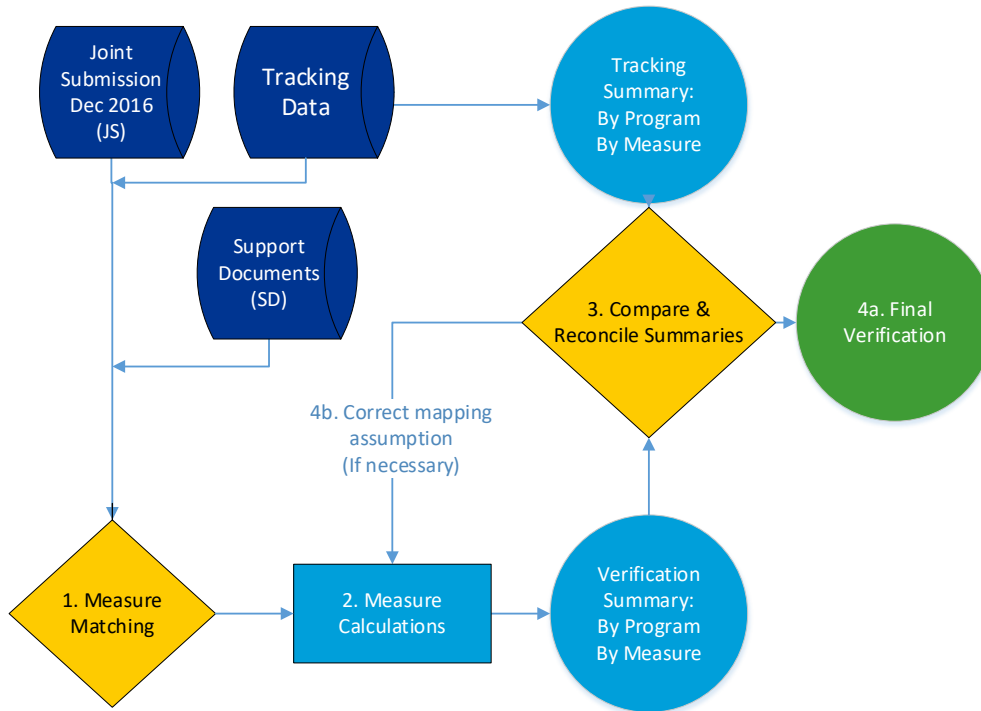 Joint
Submission
Dec 2016
(JS)
Tracking
Data
Tracking
Summary:
By Program
By Measure
Support
Documents
(SD)
3. Compare &
Reconcile Summaries
4a. Final
Verification
4b. Correct mapping
assumption
(If necessary)
1. Measure
Matching
2. Measure
Calculations
Verification
Summary:
By Program
By Measure